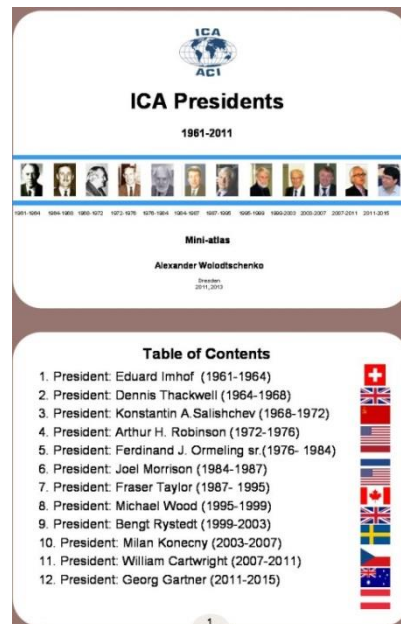 ICA
ACI
ICA Presidents
1961-2011
1961-1964 1964-1968 1968-1972 1972-1976 1976-1984 1984-1987 1987-1995 1995-1999 1999-2003 2003-2007 2007-2011 2011-2015
Mini-atlas
Alexander Wolodtschenko
Dresden
2011, 2013
Table of Contents
1. President: Eduard Imhof (1961-1964)
2. President: Dennis Thackwell (1964-1968)
3. President: Konstantin A.Salishchev (1968-1972)
4. President: Arthur H. Robinson (1972-1976)
5. President: Ferdinand J. Ormeling sr.(1976- 1984)
6. President: Joel Morrison (1984-1987)
7. President: Fraser Taylor (1987- 1995)
8. President: Michael Wood (1995-1999)
9. President: Bengt Rystedt (1999-2003)
10. President: Milan Konecny (2003-2007)
11. President: William Cartwright (2007-2011)
12. President: Georg Gartner (2011-2015)
1